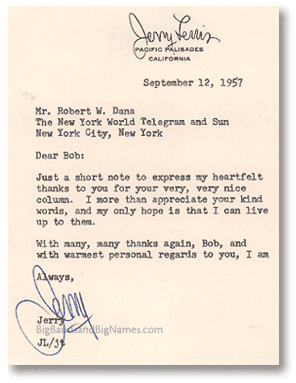 Jerry Lewis
PACIFIC PALISADES
CALIFORNIA
September 12, 1957
Mr. Robert W. Dana
The New York World Telegram and Sun
New York City, New York
Dear Bob:
Just a short note to express my heartfelt
thanks to you for your very, very nice
column. I more than appreciate your kind
words, and my only hope is that I can live
up to them.
With many, many thanks again, Bob, and
with warmest personal regards to you, I am
Always,
Jerry
Jerry
BigBandsandBigNames.com
JL/jt